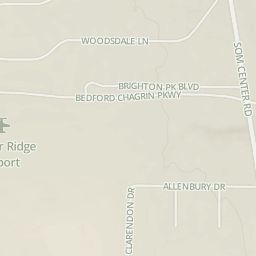 WOODSDALE LN
BRIGHTON PK BLVD
BEDFORD CHAGRIN PKWY
SOM CENTER RD
r Ridge
port
ALLENBURY DR
CLARENDON DR